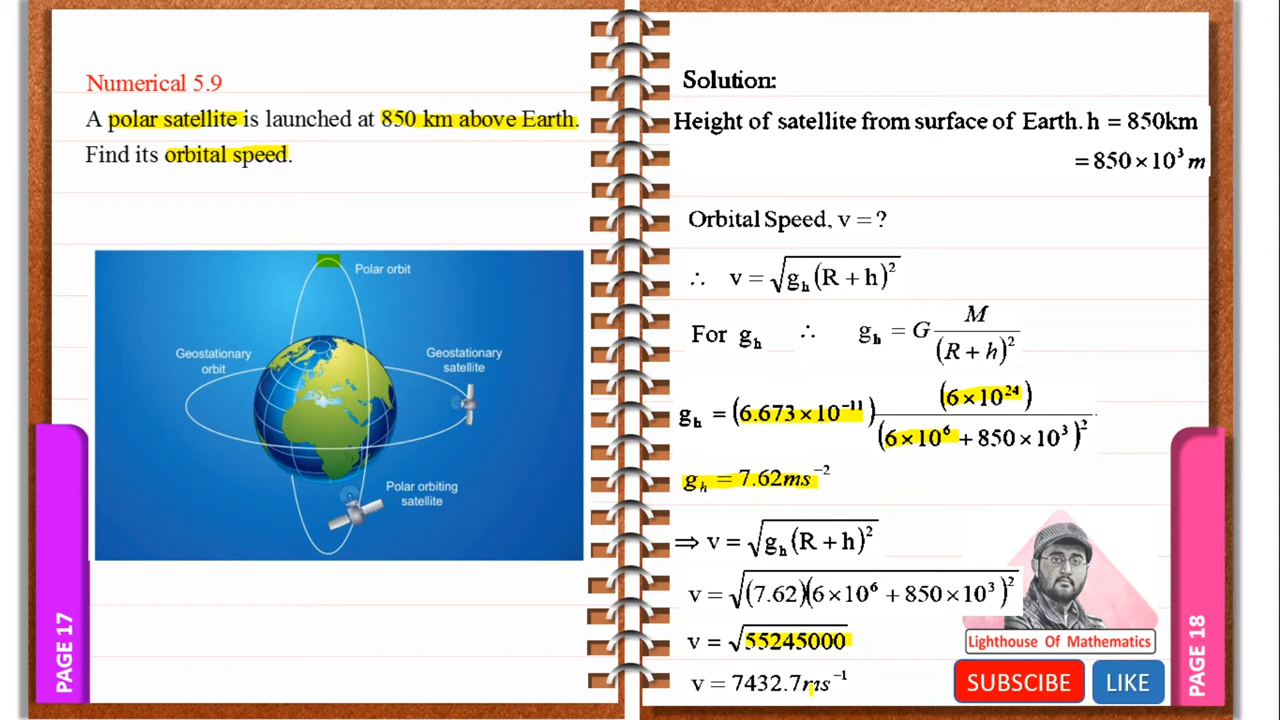 Numerical 5.9
A polar satellite is launched at 850 km above Earth.
Find its orbital speed.
Polar orbit
Geostationary
orbit
Geostationary
satellite
Polar orbiting
satellite
PAGE 17
Solution:
Height of satellite from surface of Earth. h = 850km
= 850 × 10³ m
Orbital Speed, v = ?
∴ v = √(gₕ(R + h)²)
For gₕ ∴ gₕ = G M/(R + h)²
gₕ = (6.673 × 10⁻¹¹) (6 × 10²⁴)/(6 × 10⁶ + 850 × 10³)²
gₕ = 7.62ms⁻²
⇒ v = √(gₕ(R + h)²)
v = √((7.62)(6 × 10⁶ + 850 × 10³)²)
v = √55245000
v = 7432.7ms⁻¹
Lighthouse Of Mathematics
SUBSCRIBE
LIKE
PAGE 18